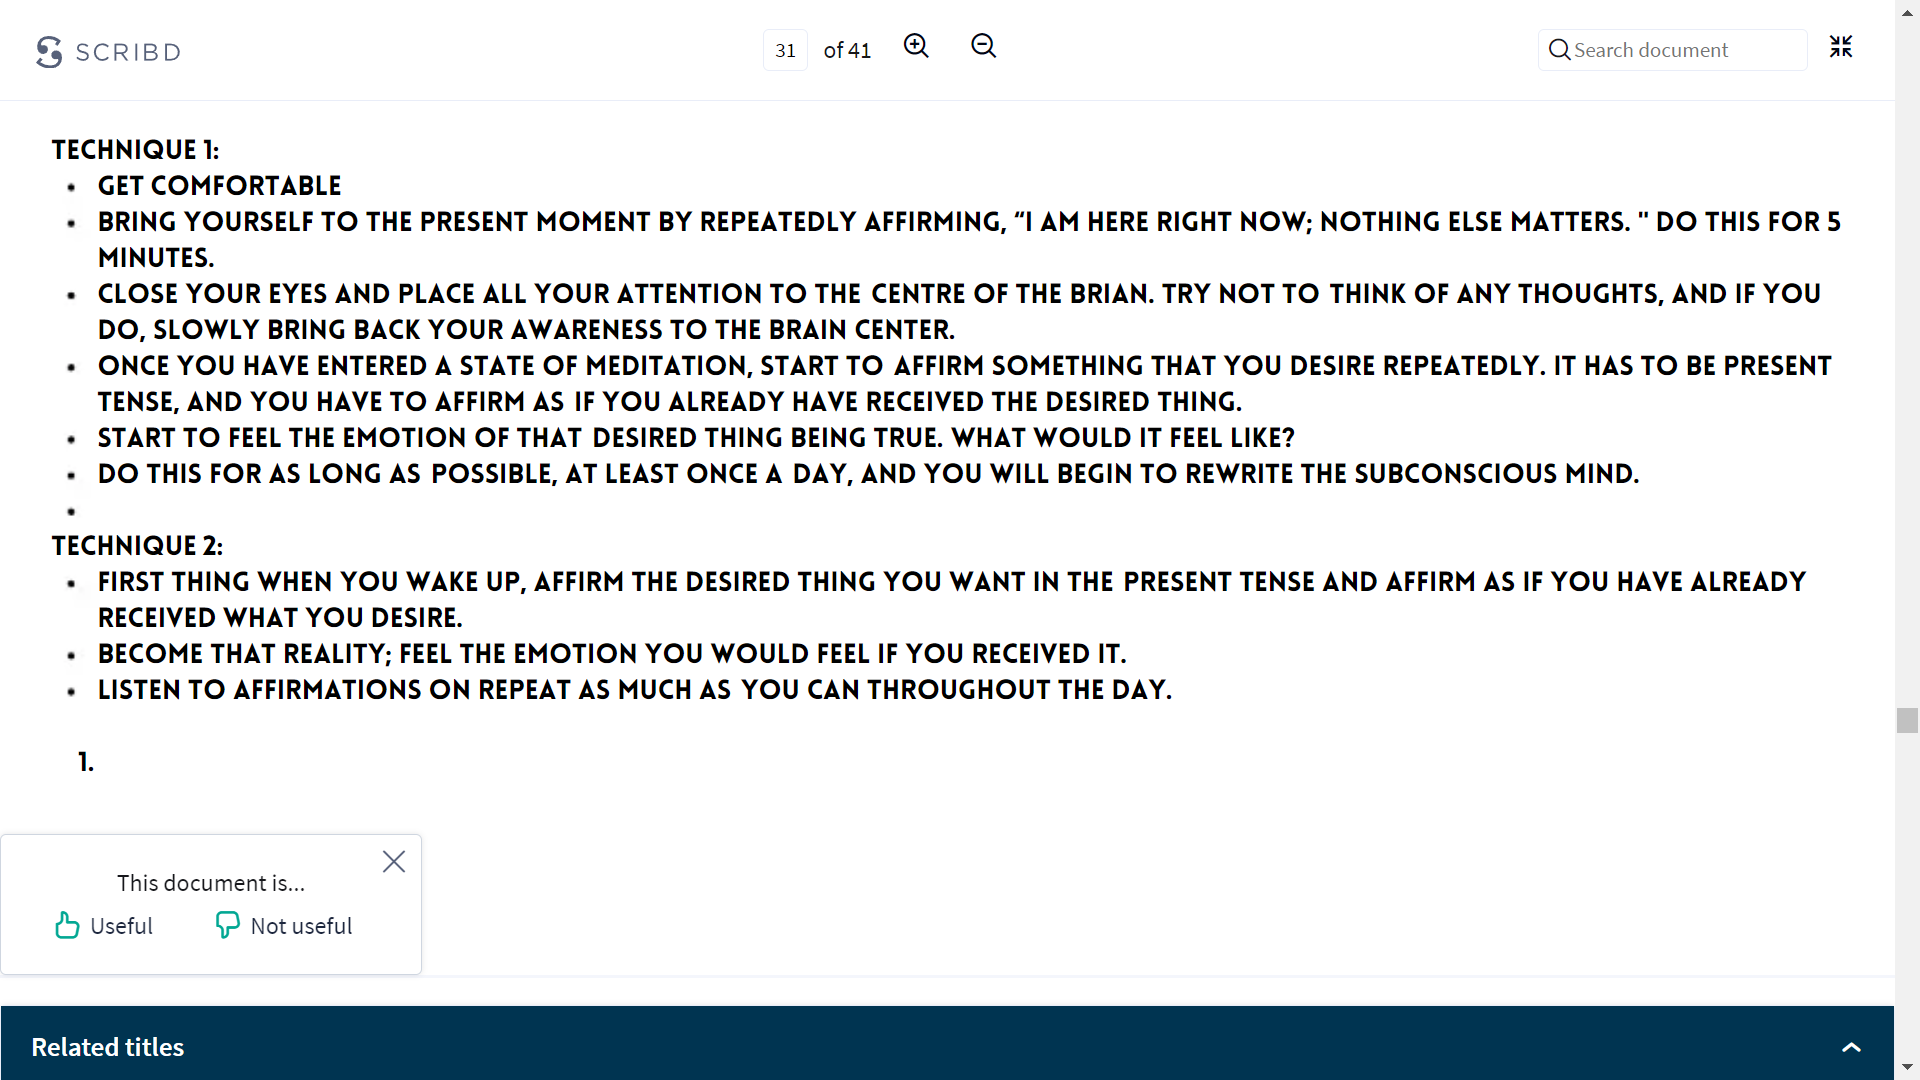 SCRIBD
31 of 41
Search document
TECHNIQUE 1:
• GET COMFORTABLE
• BRING YOURSELF TO THE PRESENT MOMENT BY REPEATEDLY AFFIRMING, “I AM HERE RIGHT NOW; NOTHING ELSE MATTERS. " DO THIS FOR 5
MINUTES.
• CLOSE YOUR EYES AND PLACE ALL YOUR ATTENTION TO THE CENTRE OF THE BRIAN. TRY NOT TO THINK OF ANY THOUGHTS, AND IF YOU
DO, SLOWLY BRING BACK YOUR AWARENESS TO THE BRAIN CENTER.
• ONCE YOU HAVE ENTERED A STATE OF MEDITATION, START TO AFFIRM SOMETHING THAT YOU DESIRE REPEATEDLY. IT HAS TO BE PRESENT
TENSE, AND YOU HAVE TO AFFIRM AS IF YOU ALREADY HAVE RECEIVED THE DESIRED THING.
• START TO FEEL THE EMOTION OF THAT DESIRED THING BEING TRUE. WHAT WOULD IT FEEL LIKE?
• DO THIS FOR AS LONG AS POSSIBLE, AT LEAST ONCE A DAY, AND YOU WILL BEGIN TO REWRITE THE SUBCONSCIOUS MIND.
•
TECHNIQUE 2:
• FIRST THING WHEN YOU WAKE UP, AFFIRM THE DESIRED THING YOU WANT IN THE PRESENT TENSE AND AFFIRM AS IF YOU HAVE ALREADY
RECEIVED WHAT YOU DESIRE.
• BECOME THAT REALITY; FEEL THE EMOTION YOU WOULD FEEL IF YOU RECEIVED IT.
• LISTEN TO AFFIRMATIONS ON REPEAT AS MUCH AS YOU CAN THROUGHOUT THE DAY.
1.
This document is...
Useful
Not useful
Related titles